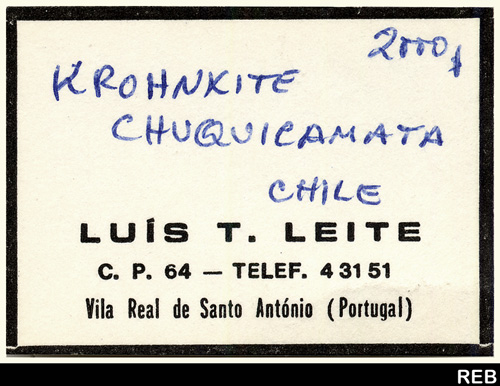 2000$
KROHNKITE
CHUQUICAMATA
CHILE
LUÍS T. LEITE
C. P. 64 — TELEF. 43151
Vila Real de Santo António (Portugal)
REB